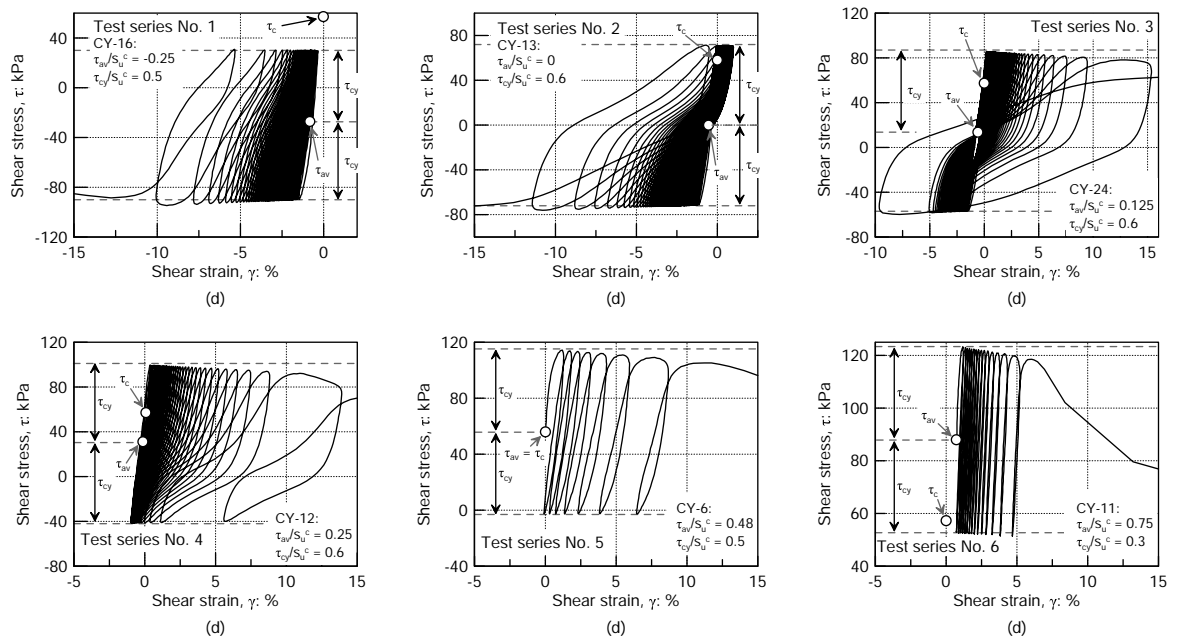 Test series No. 1
CY-16:
τav/suᶜ = -0.25
τcy/suᶜ = 0.5
τc
τcy
τcy
τav
40
0
-40
-80
-120
Shear stress, τ: kPa
-15
-10
-5
0
Shear strain, γ: %
(d)
Test series No. 2
CY-13:
τav/suᶜ = 0
τcy/suᶜ = 0.6
τc
τcy
τcy
τav
80
40
0
-40
-80
Shear stress, τ: kPa
-15
-10
-5
0
Shear strain, γ: %
(d)
Test series No. 3
τc
τcy
τav
CY-24:
τav/suᶜ = 0.125
τcy/suᶜ = 0.6
120
80
40
0
-40
-80
Shear stress, τ: kPa
-10
-5
0
5
10
15
Shear strain, γ: %
(d)
120
80
40
0
-40
-80
Shear stress, τ: kPa
τc
τcy
τav
τcy
CY-12:
τav/suᶜ = 0.25
τcy/suᶜ = 0.6
Test series No. 4
-5
0
5
10
15
Shear strain, γ: %
(d)
120
80
40
0
-40
Shear stress, τ: kPa
τcy
τav = τc
τcy
CY-6:
τav/suᶜ = 0.48
τcy/suᶜ = 0.5
Test series No. 5
-5
0
5
10
15
Shear strain, γ: %
(d)
120
100
80
60
40
Shear stress, τ: kPa
τcy
τav
τcy
τc
CY-11:
τav/suᶜ = 0.75
τcy/suᶜ = 0.3
Test series No. 6
-5
0
5
10
15
Shear strain, γ: %
(d)